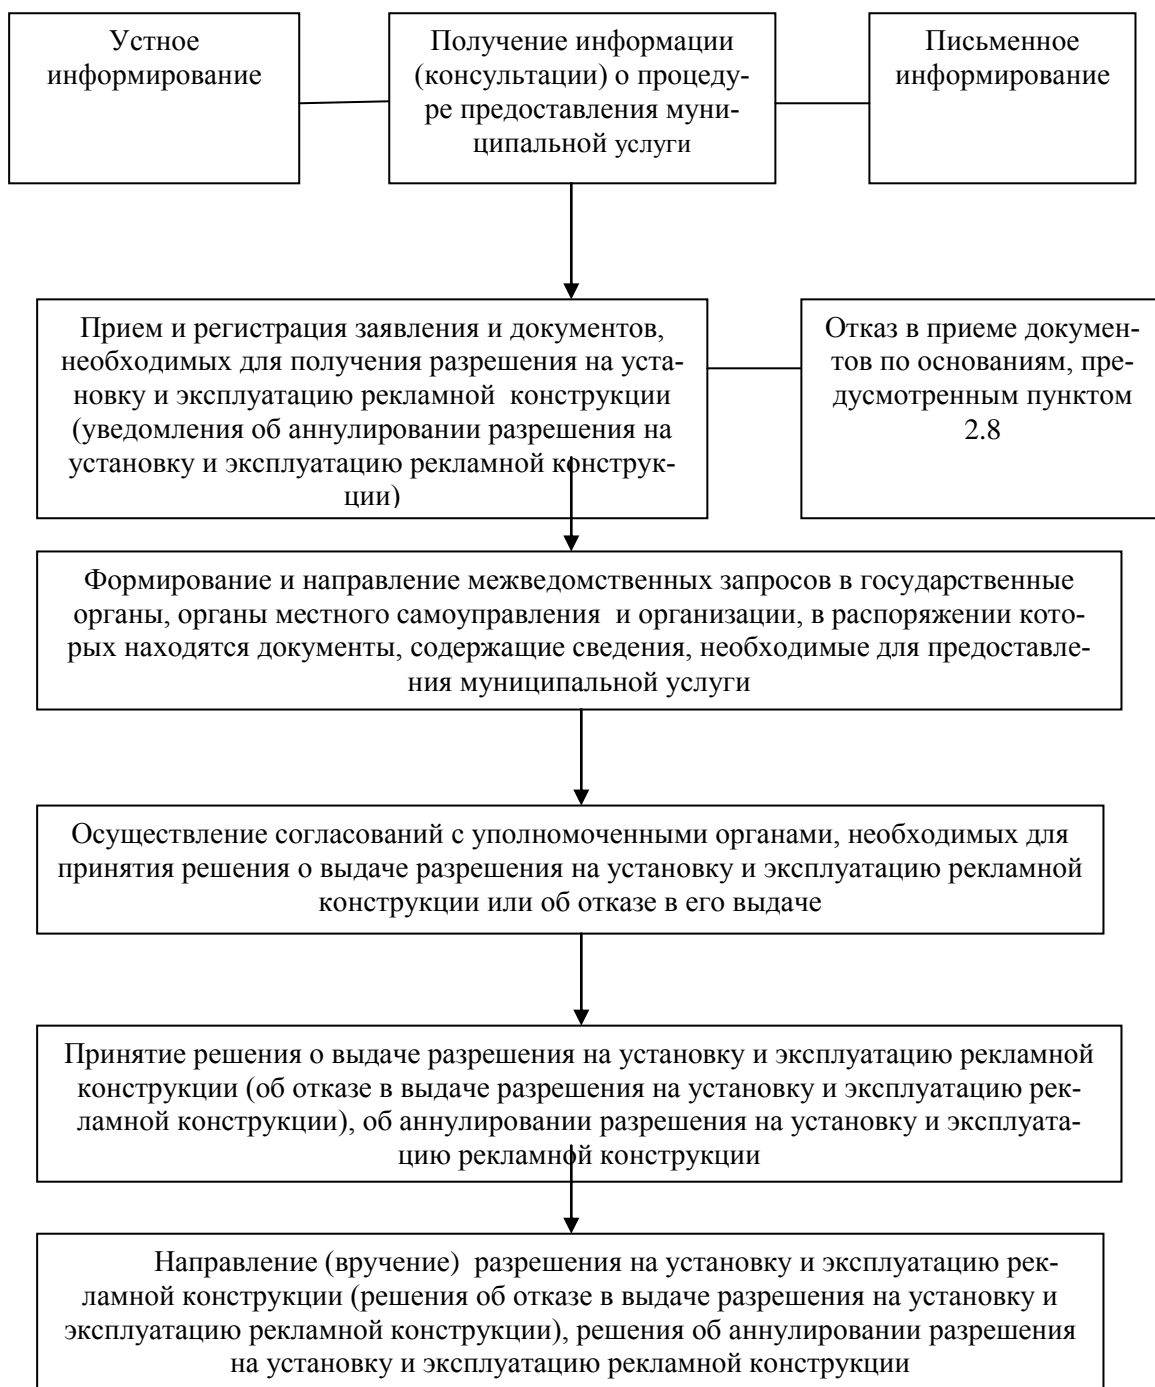 Устное
информирование
Получение информации
(консультации) о процеду-
ре предоставления муни-
ципальной услуги
Письменное
информирование
Прием и регистрация заявления и документов,
необходимых для получения разрешения на уста-
новку и эксплуатацию рекламной конструкции
(уведомления об аннулировании разрешения на
установку и эксплуатацию рекламной конструк-
ции)
Отказ в приеме докумен-
тов по основаниям, пре-
дусмотренным пунктом
2.8
Формирование и направление межведомственных запросов в государственные
органы, органы местного самоуправления и организации, в распоряжении кото-
рых находятся документы, содержащие сведения, необходимые для предоставле-
ния муниципальной услуги
Осуществление согласований с уполномоченными органами, необходимых для
принятия решения о выдаче разрешения на установку и эксплуатацию рекламной
конструкции или об отказе в его выдаче
Принятие решения о выдаче разрешения на установку и эксплуатацию рекламной
конструкции (об отказе в выдаче разрешения на установку и эксплуатацию рек-
ламной конструкции), об аннулировании разрешения на установку и эксплуата-
цию рекламной конструкции
Направление (вручение) разрешения на установку и эксплуатацию рек-
ламной конструкции (решения об отказе в выдаче разрешения на установку и
эксплуатацию рекламной конструкции), решения об аннулировании разрешения
на установку и эксплуатацию рекламной конструкции